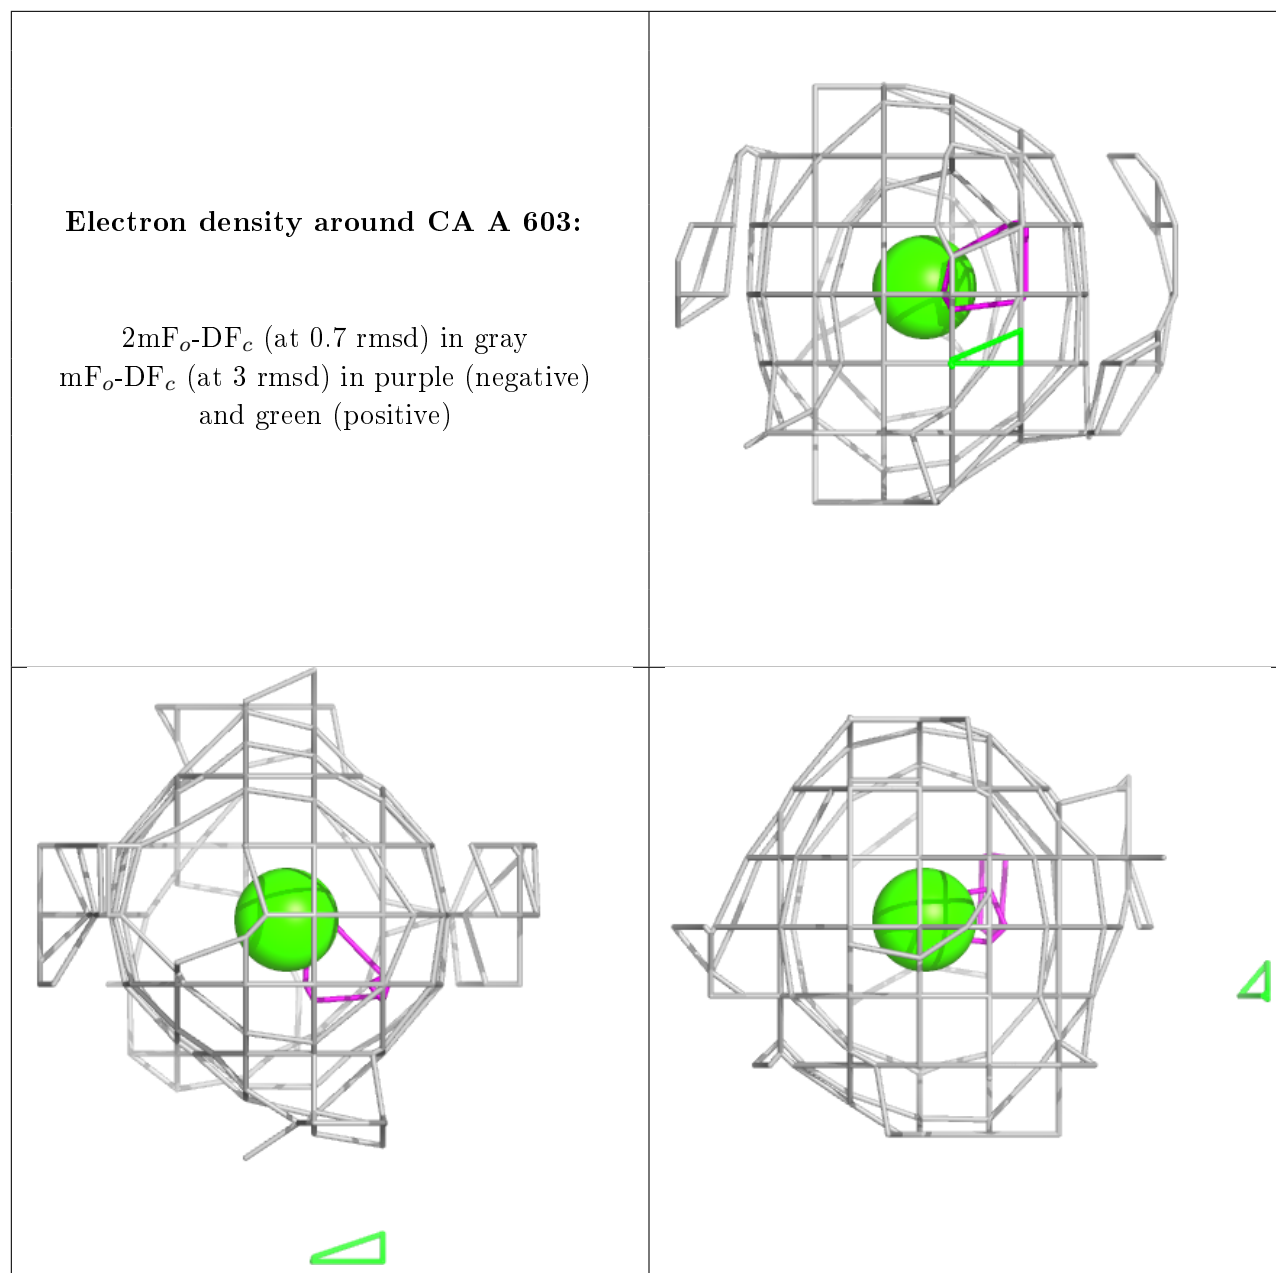 Electron density around CA A 603:
2mFo-DFc (at 0.7 rmsd) in gray
mFo-DFc (at 3 rmsd) in purple (negative)
and green (positive)